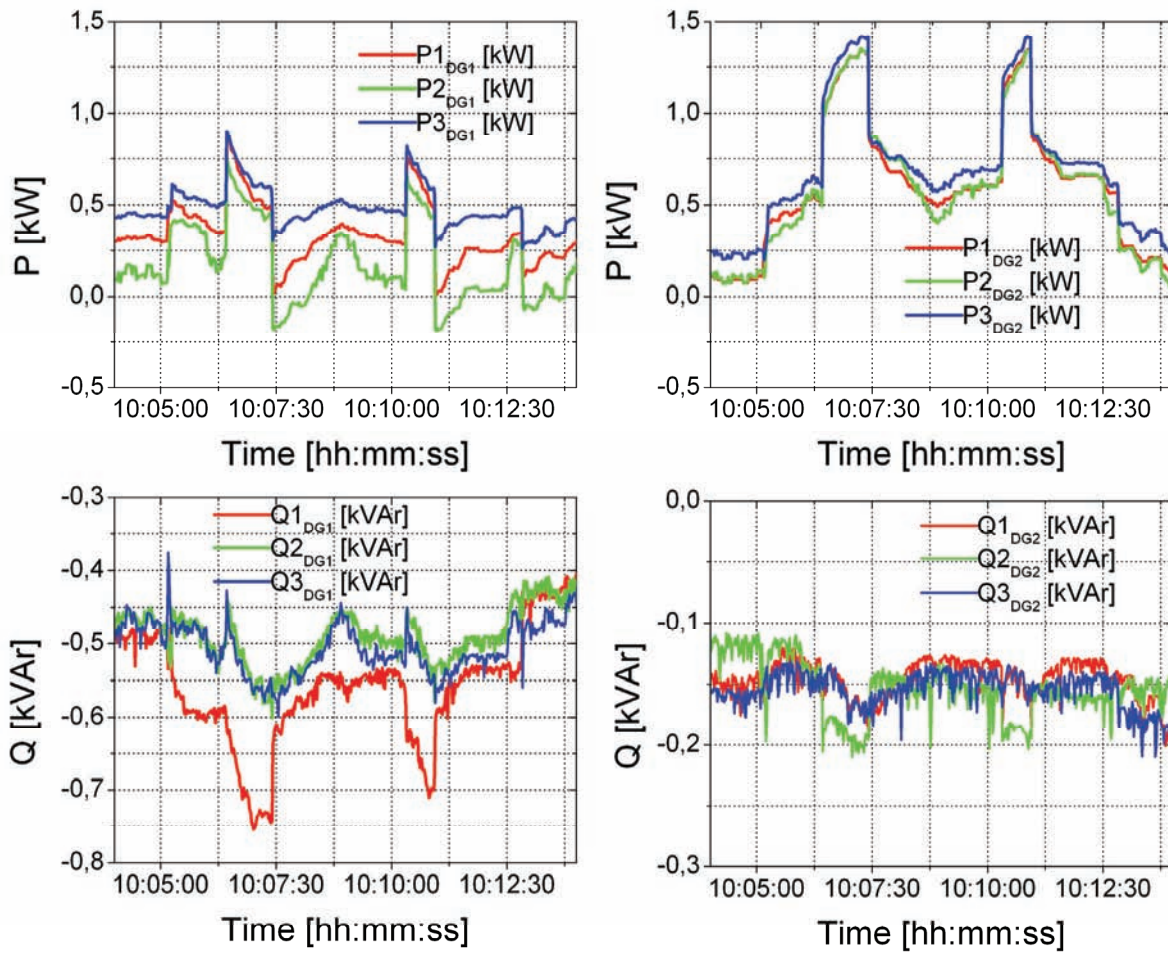 1,5
1,0
0,5
0,0
-0,5
P [kW]
P1DG1 [kW]
P2DG1 [kW]
P3DG1 [kW]
10:05:00 10:07:30 10:10:00 10:12:30
Time [hh:mm:ss]
1,5
1,0
0,5
0,0
-0,5
P [kW]
P1DG2 [kW]
P2DG2 [kW]
P3DG2 [kW]
10:05:00 10:07:30 10:10:00 10:12:30
Time [hh:mm:ss]
-0,3
-0,4
-0,5
-0,6
-0,7
-0,8
Q [kVAr]
Q1DG1 [kVAr]
Q2DG1 [kVAr]
Q3DG1 [kVAr]
10:05:00 10:07:30 10:10:00 10:12:30
Time [hh:mm:ss]
0,0
-0,1
-0,2
-0,3
Q [kVAr]
Q1DG2 [kVAr]
Q2DG2 [kVAr]
Q3DG2 [kVAr]
10:05:00 10:07:30 10:10:00 10:12:30
Time [hh:mm:ss]